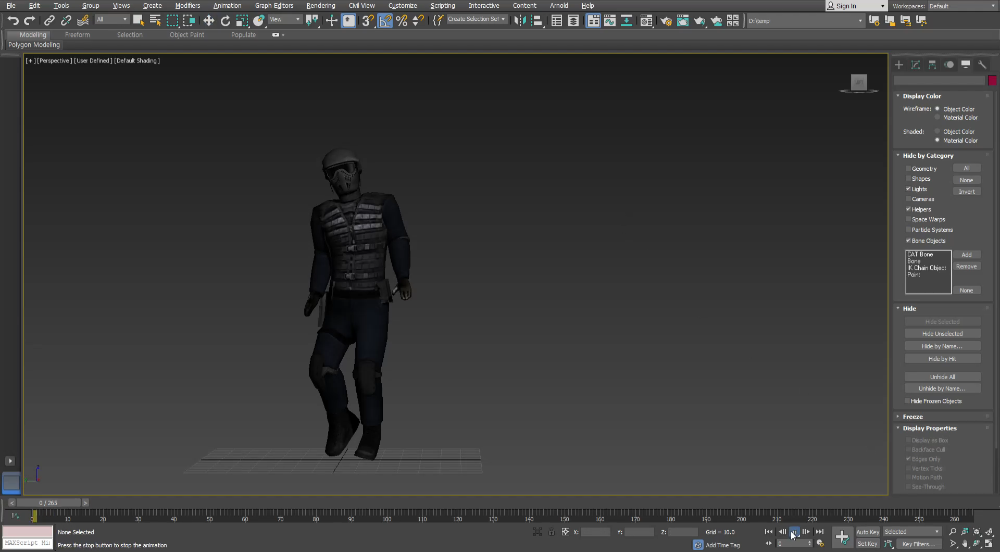 File Edit Tools Group Views Create Modifiers Animation Graph Editors Rendering Civil View Customize Scripting Interactive Content Arnold Help Sign In Workspaces: Default
All View Create Selection Set D:\temp
Modeling Freeform Selection Object Paint Populate
Polygon Modeling
[+] [Perspective] [User Defined] [Default Shading]
Display Color
Wireframe: Object Color
Material Color
Shaded: Object Color
Material Color
Hide by Category
Geometry All
Shapes None
Lights Invert
Cameras
Helpers
Space Warps
Particle Systems
Bone Objects
CAT Bone Add
Bone
IK Chain Object Remove
Point
None
Hide
Hide Selected
Hide Unselected
Hide by Name...
Hide by Hit
Unhide All
Unhide by Name...
Hide Frozen Objects
Freeze
Display Properties
Display as Box
Backface Cull
Edges Only
Vertex Ticks
Motion Path
See-Through
z
< 0 / 265 >
0 10 20 30 40 50 60 70 80 90 100 110 120 130 140 150 160 170 180 190 200 210 220 230 240 250 260
None Selected X: Y: Z: Grid = 10.0 Auto Key Selected
MAXScript Mi Press the stop button to stop the animation Add Time Tag 0 Set Key Key Filters...